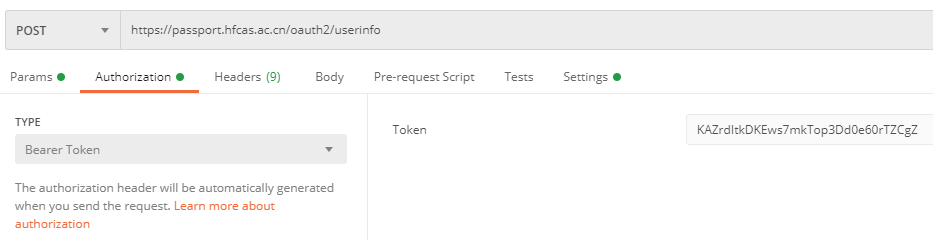 POST https://passport.hfcas.ac.cn/oauth2/userinfo
Params Authorization Headers (9) Body Pre-request Script Tests Settings
TYPE
Bearer Token
The authorization header will be automatically generated
when you send the request. Learn more about
authorization
Token KAZrdItkDKEws7mkTop3Dd0e60rTZCgZ